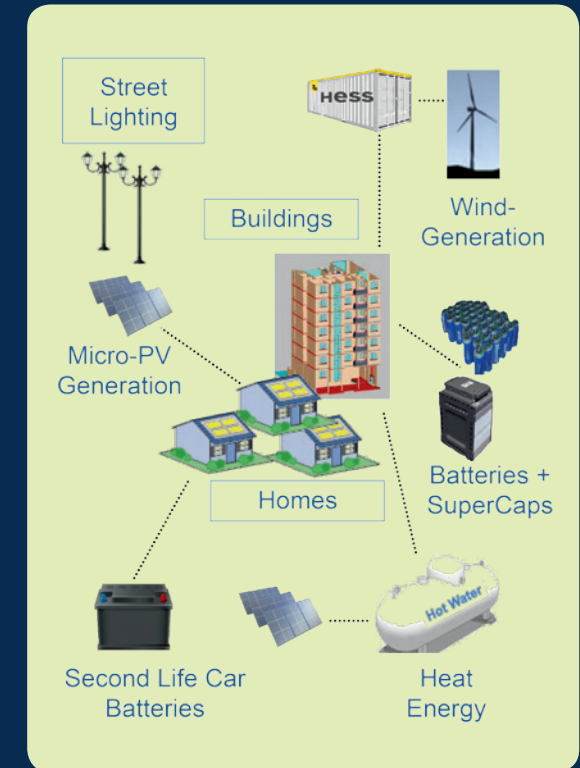 Street
Lighting
HESS
Buildings
Wind-
Generation
Micro-PV
Generation
Batteries +
SuperCaps
Homes
Hot Water
Second Life Car
Batteries
Heat
Energy